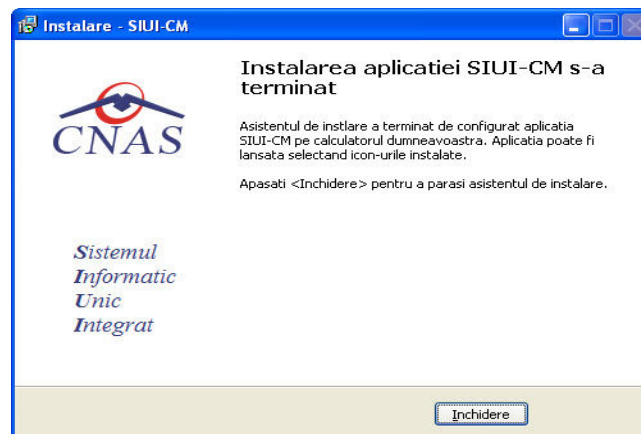 Instalare - SIUI-CM
Instalarea aplicatiei SIUI-CM s-a
terminat
Asistentul de instlare a terminat de configurat aplicatia
SIUI-CM pe calculatorul dumneavoastra. Aplicatia poate fi
lansata selectand icon-urile instalate.
Apasati <Inchidere> pentru a parasi asistentul de instalare.
CNAS
Sistemul
Informatic
Unic
Integrat
Inchidere